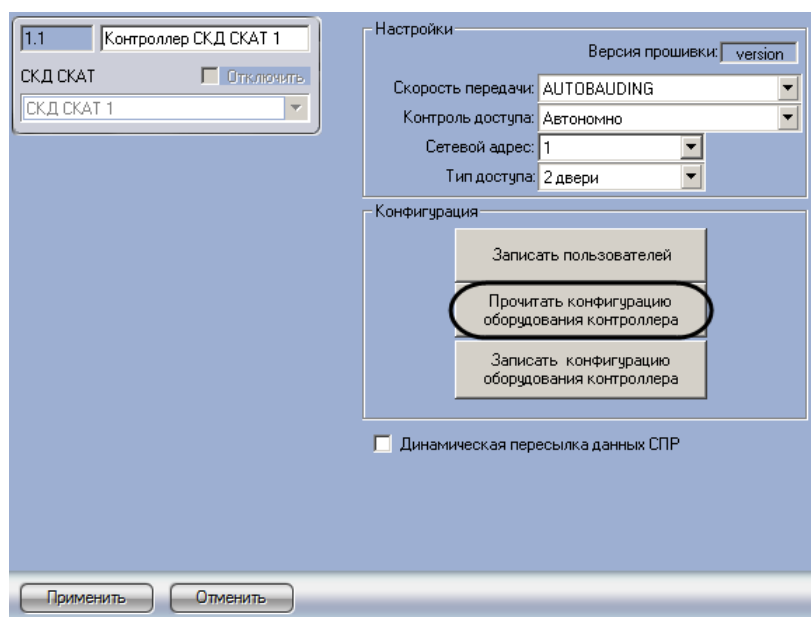 1.1
Контроллер СКД СКАТ 1
СКД СКАТ
Отключить
СКД СКАТ 1
Настройки
Версия прошивки: version
Скорость передачи: AUTOBAUDING
Контроль доступа: Автономно
Сетевой адрес: 1
Тип доступа: 2 двери
Конфигурация
Записать пользователей
Прочитать конфигурацию
оборудования контроллера
Записать конфигурацию
оборудования контроллера
Динамическая пересылка данных СПР
Применить
Отменить